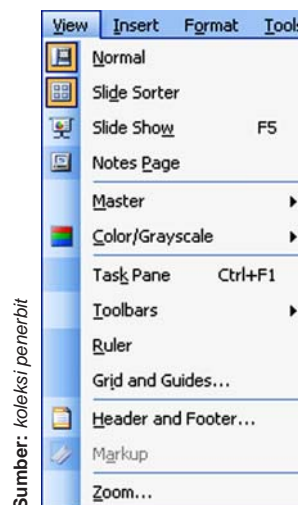 View Insert Format Tools
Normal
Slide Sorter
Slide Show F5
Notes Page
Master
Color/Grayscale
Task Pane Ctrl+F1
Toolbars
Ruler
Grid and Guides...
Header and Footer...
Markup
Zoom...
Sumber: koleksi penerbit